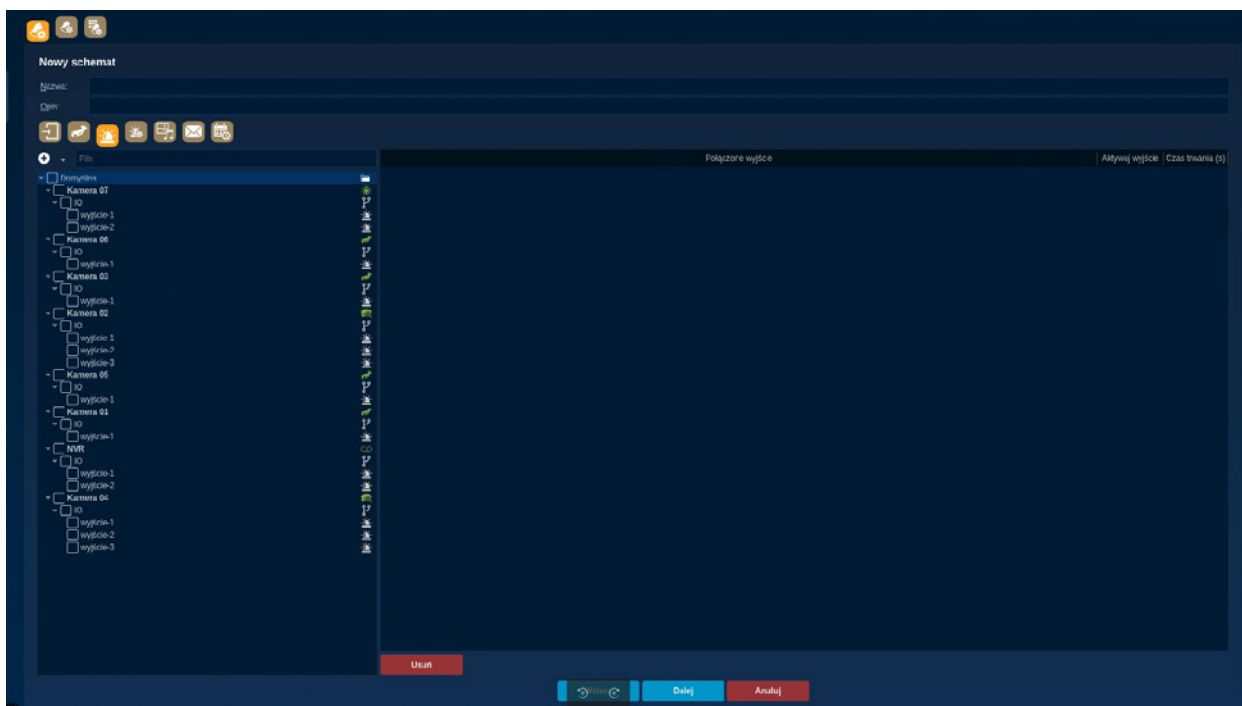 Nowy schemat
Nazwa:
Opis:
Filtr
Połączone wyjście
Aktywuj wyjście
Czas trwania (s)
Domyślna
Kamera 07
IO
wyjście-1
wyjście-2
Kamera 06
IO
wyjście-1
Kamera 03
IO
wyjście-1
Kamera 02
IO
wyjście-1
wyjście-2
wyjście-3
Kamera 05
IO
wyjście-1
Kamera 01
IO
wyjście-1
NVR
IO
wyjście-1
wyjście-2
Kamera 04
IO
wyjście-1
wyjście-2
wyjście-3
Usuń
Wstecz
Dalej
Anuluj